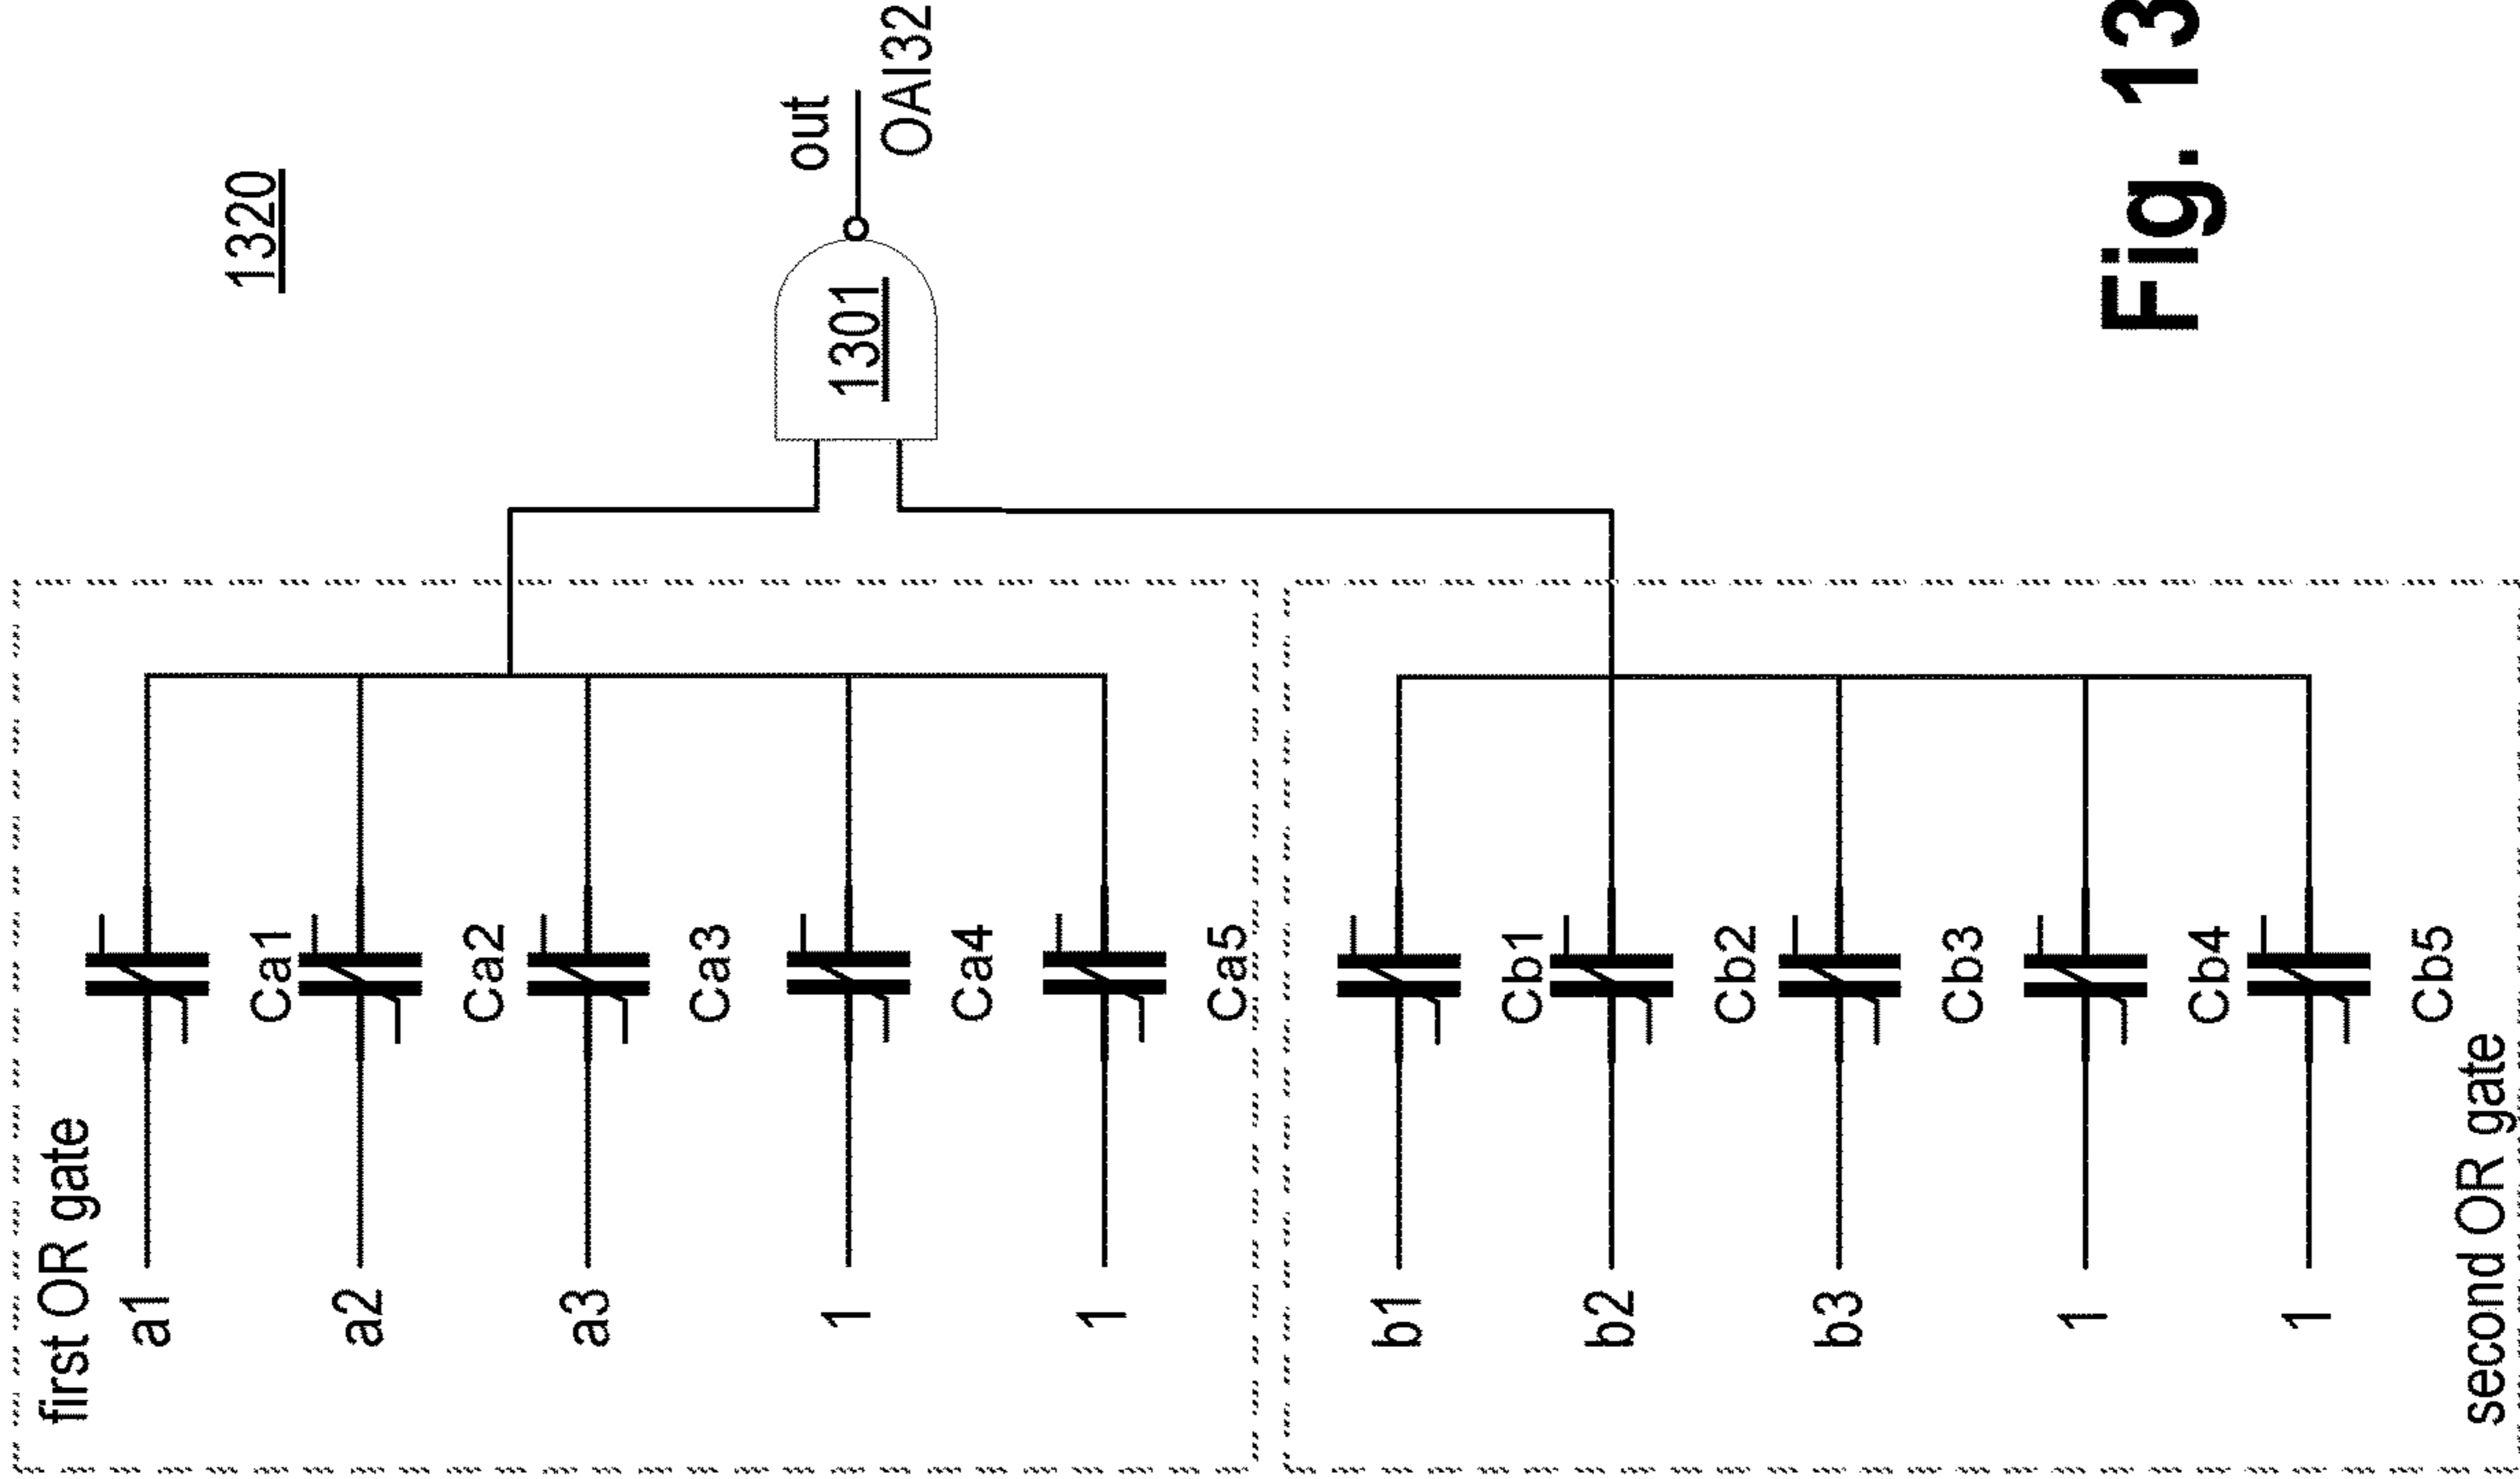 first OR gate
a1
Ca1
1320
a2
Ca2
a3
Ca3
out
1301
OAI32
1
Ca4
1
Ca5
b1
Cb1
b2
Cb2
b3
Cb3
1
Cb4
Fig. 13
1
Cb5
second OR gate